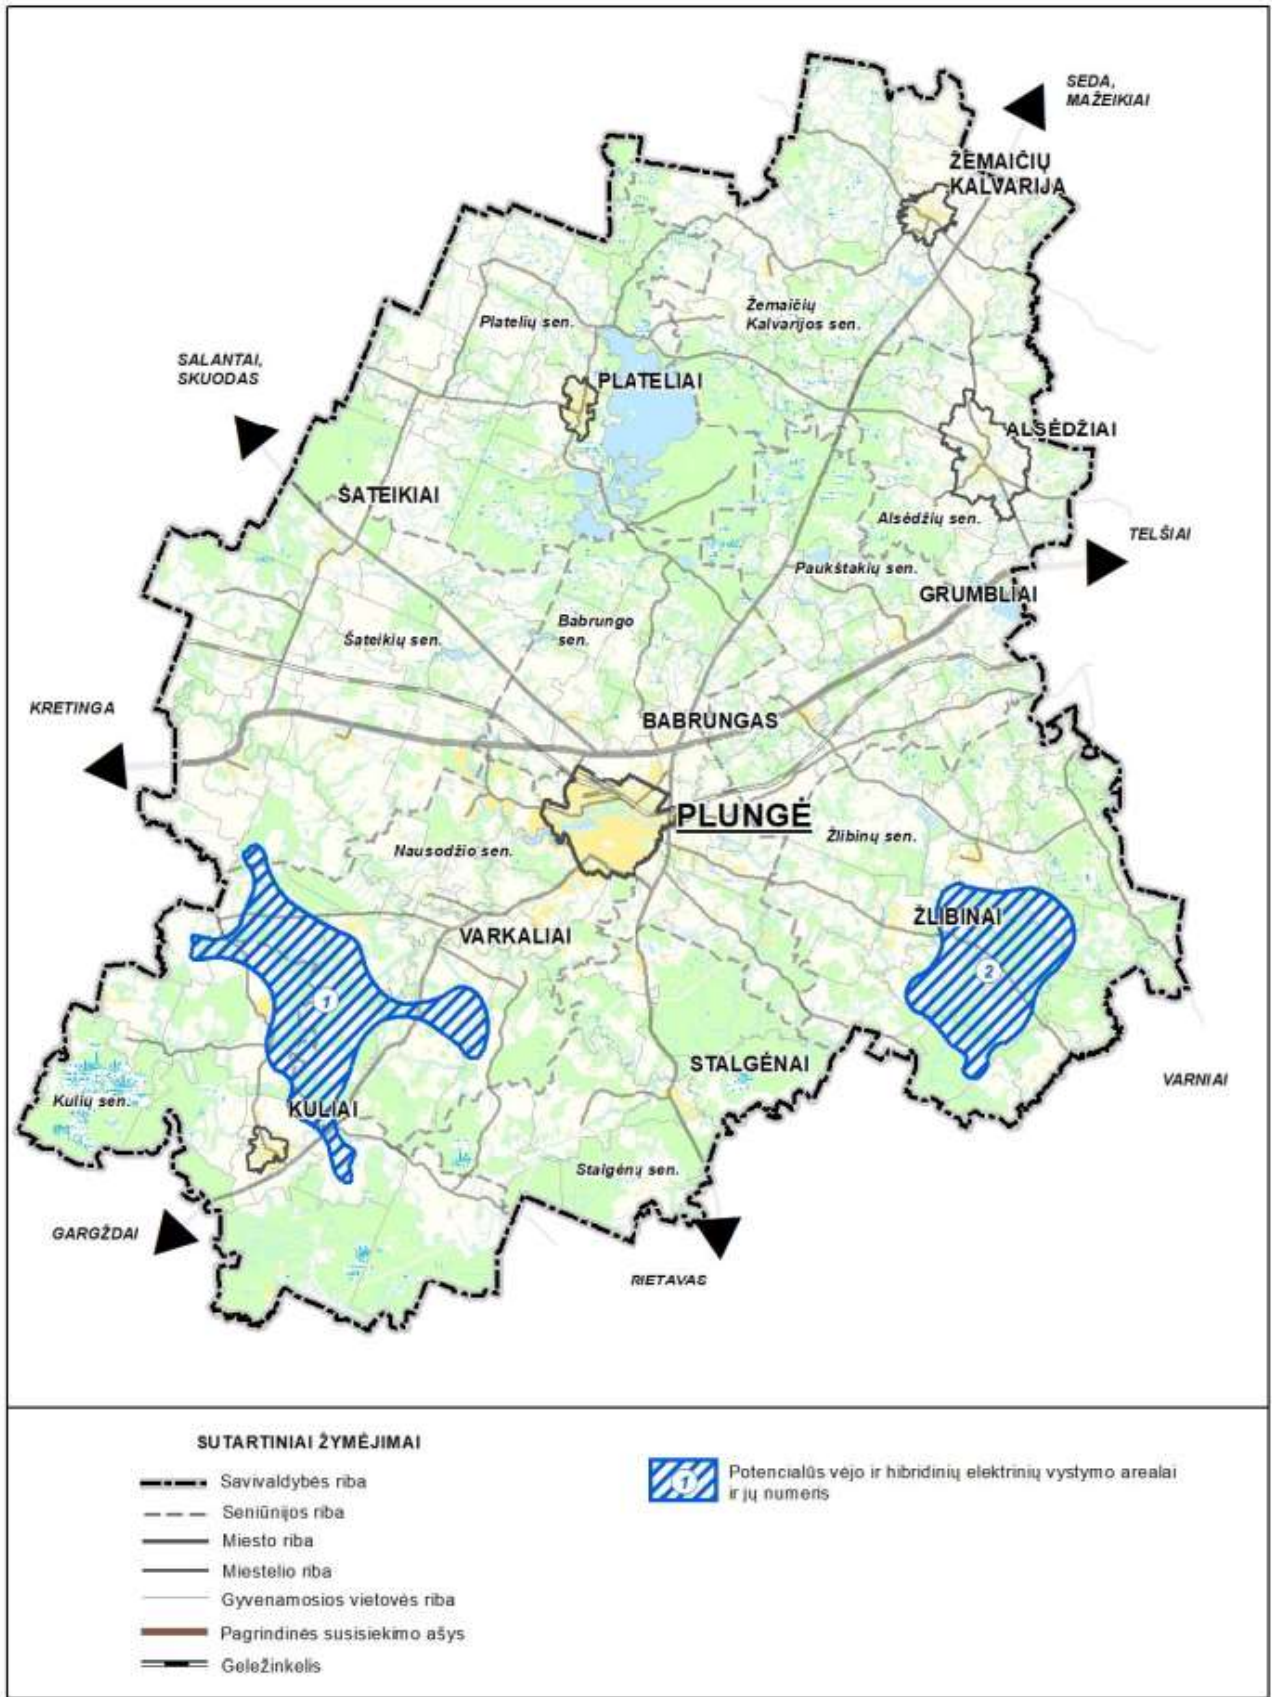 SEDA,
MAŽEIKIAI
ŽEMAIČIŲ
KALVARIJA
Platelių sen.
Žemaičių
Kalvarijos sen.
SALANTAI,
SKUODAS
PLATELIAI
ALSĖDŽIAI
ŠATEIKIAI
Alsėdžių sen.
TELŠIAI
Paukštakių sen.
GRUMBLIAI
Babrungo
sen.
Šateikių sen.
KRETINGA
BABRUNGAS
PLUNGĖ
Žlibinų sen.
Nausodžio sen.
ŽLIBINAI
VARKALIAI
2
1
STALGĖNAI
VARNIAI
Kulių sen.
KULIAI
Stalgėnų sen.
GARGŽDAI
RIETAVAS
SUTARTINIAI ŽYMĖJIMAI
Savivaldybės riba
Seniūnijos riba
Miesto riba
Miestelio riba
Gyvenamosios vietovės riba
Pagrindinės susisiekimo ašys
Geležinkelis
1
Potencialūs vėjo ir hibridinių elektrinių vystymo arealai
ir jų numeris